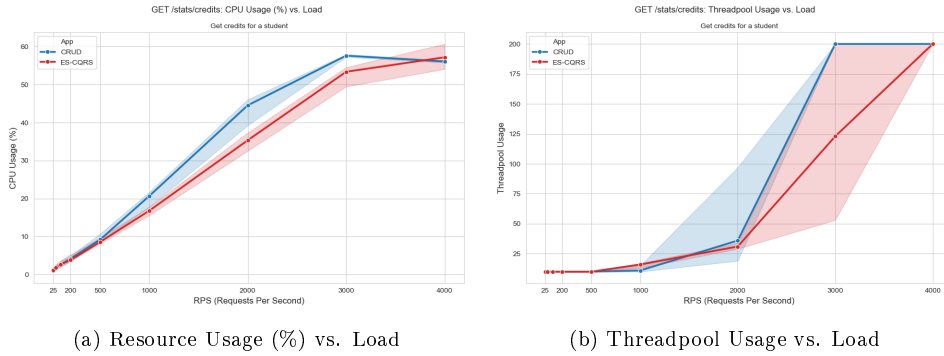 GET /stats/credits: CPU Usage (%) vs. Load
Get credits for a student
App
CRUD
ES-CQRS
CPU Usage (%)
60
50
40
30
20
10
0
25 200 500 1000 2000 3000 4000
RPS (Requests Per Second)
(a) Resource Usage (%) vs. Load
GET /stats/credits: Threadpool Usage vs. Load
Get credits for a student
App
CRUD
ES-CQRS
Threadpool Usage
200
175
150
125
100
75
50
25
25 200 500 1000 2000 3000 4000
RPS (Requests Per Second)
(b) Threadpool Usage vs. Load